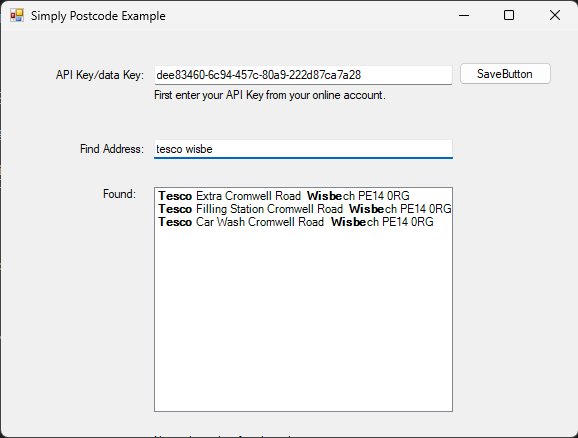 Simply Postcode Example
API Key/data Key: dee83460-6c94-457c-80a9-222d87ca7a28 SaveButton
First enter your API Key from your online account.
Find Address: tesco wisbe
Found:
Tesco Extra Cromwell Road Wisbech PE14 0RG
Tesco Filling Station Cromwell Road Wisbech PE14 0RG
Tesco Car Wash Cromwell Road Wisbech PE14 0RG